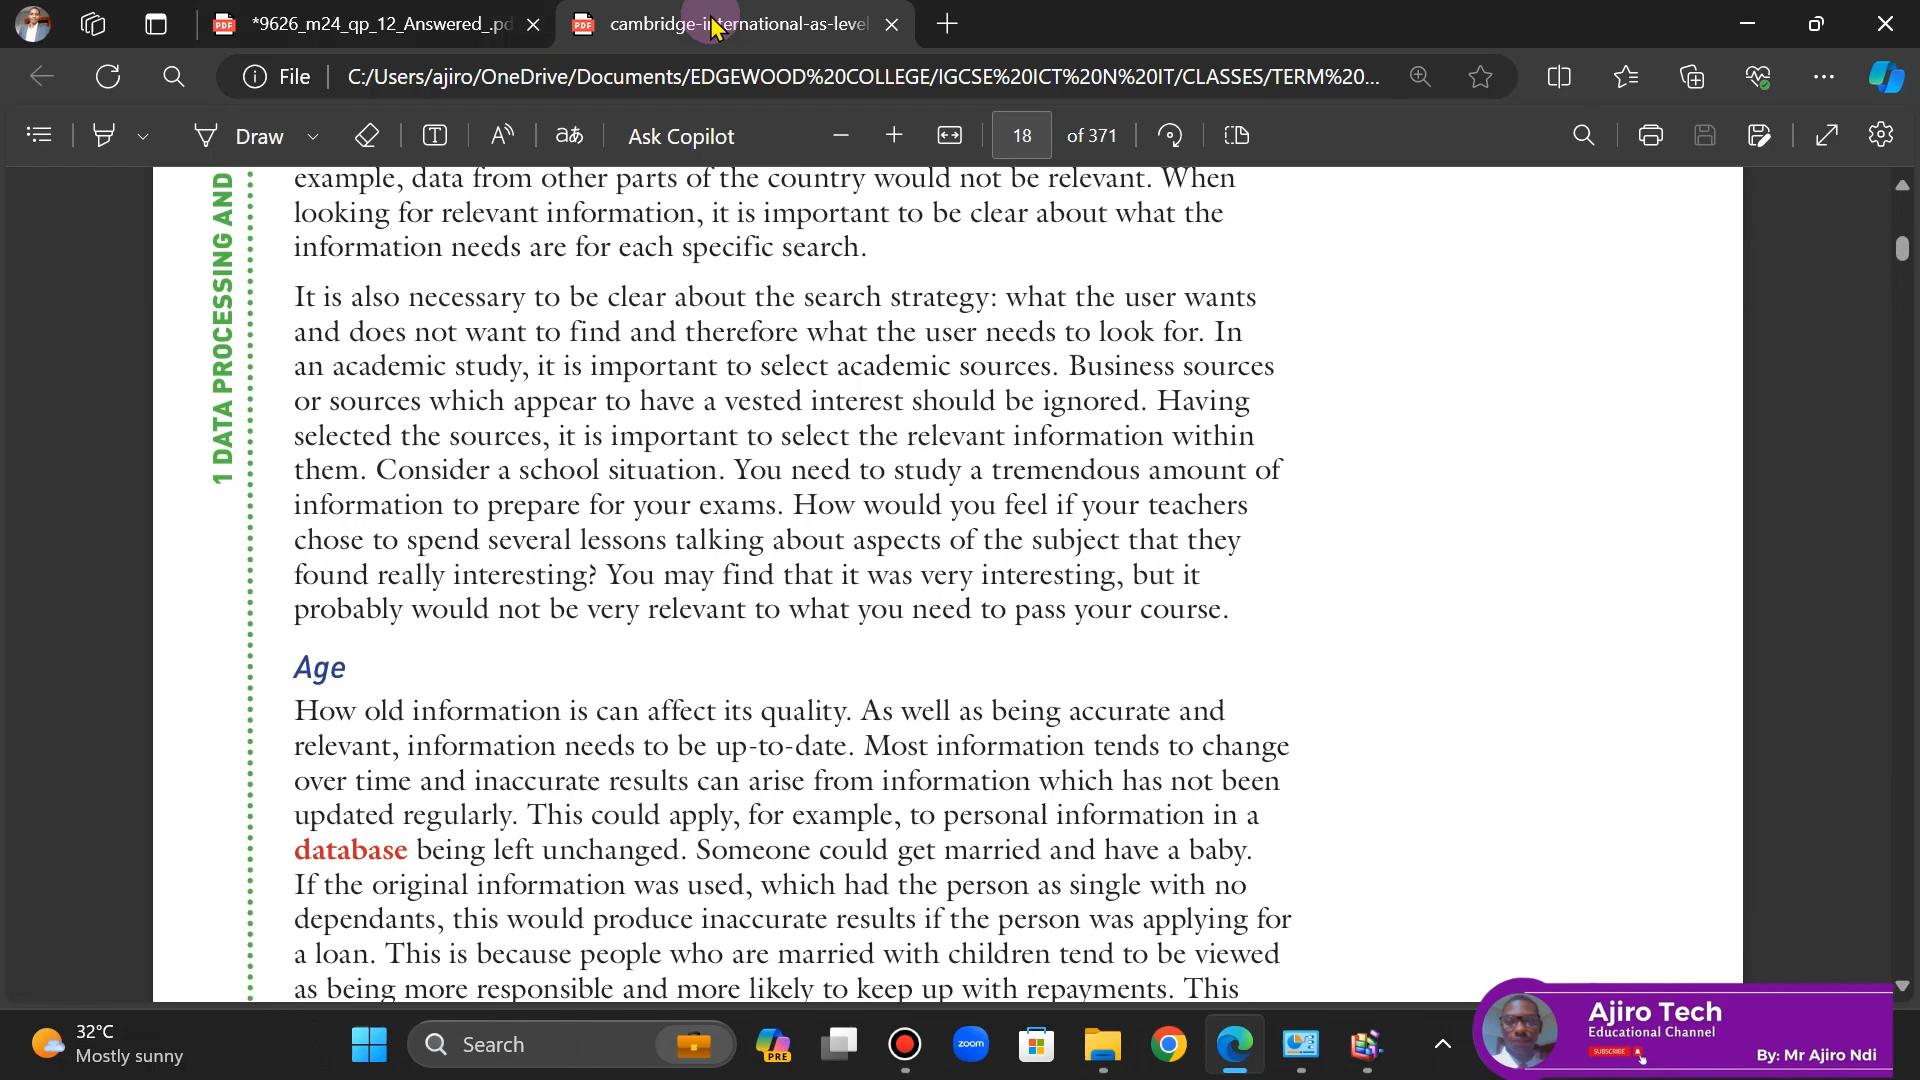 *9626_m24_qp_12_Answered_.pd
cambridge-international-as-level
File
C:/Users/ajiro/OneDrive/Documents/EDGEWOOD%20COLLEGE/IGCSE%20ICT%20N%20IT/CLASSES/TERM%20...
Draw
Ask Copilot
18 of 371
1 DATA PROCESSING AND
example, data from other parts of the country would not be relevant. When
looking for relevant information, it is important to be clear about what the
information needs are for each specific search.
It is also necessary to be clear about the search strategy: what the user wants
and does not want to find and therefore what the user needs to look for. In
an academic study, it is important to select academic sources. Business sources
or sources which appear to have a vested interest should be ignored. Having
selected the sources, it is important to select the relevant information within
them. Consider a school situation. You need to study a tremendous amount of
information to prepare for your exams. How would you feel if your teachers
chose to spend several lessons talking about aspects of the subject that they
found really interesting? You may find that it was very interesting, but it
probably would not be very relevant to what you need to pass your course.
Age
How old information is can affect its quality. As well as being accurate and
relevant, information needs to be up-to-date. Most information tends to change
over time and inaccurate results can arise from information which has not been
updated regularly. This could apply, for example, to personal information in a
database being left unchanged. Someone could get married and have a baby.
If the original information was used, which had the person as single with no
dependants, this would produce inaccurate results if the person was applying for
a loan. This is because people who are married with children tend to be viewed
as being more responsible and more likely to keep up with repayments. This
Ajiro Tech
Educational Channel
SUBSCRIBE
By: Mr Ajiro Ndi
32°C
Mostly sunny
Search
PRE
zoom